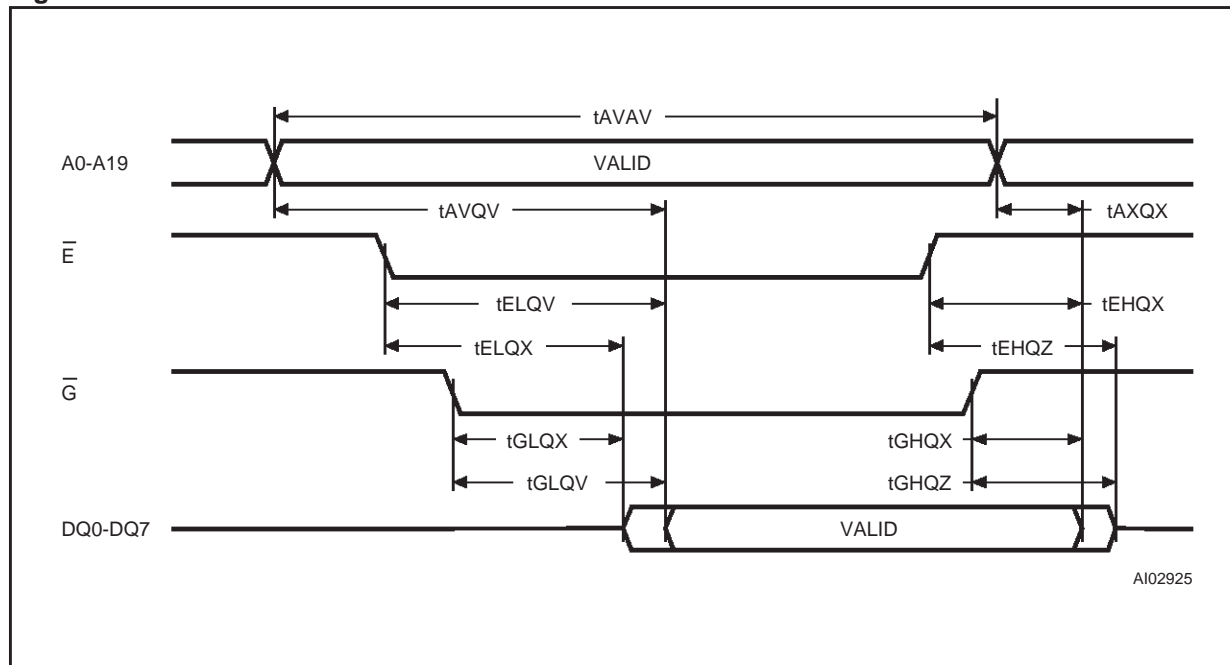 tAVAV
A0-A19
VALID
tAVQV
tAXQX
E
tELQV
tEHQX
tELQX
tEHQZ
G
tGLQX
tGHQX
tGLQV
tGHQZ
DQ0-DQ7
VALID
AI02925